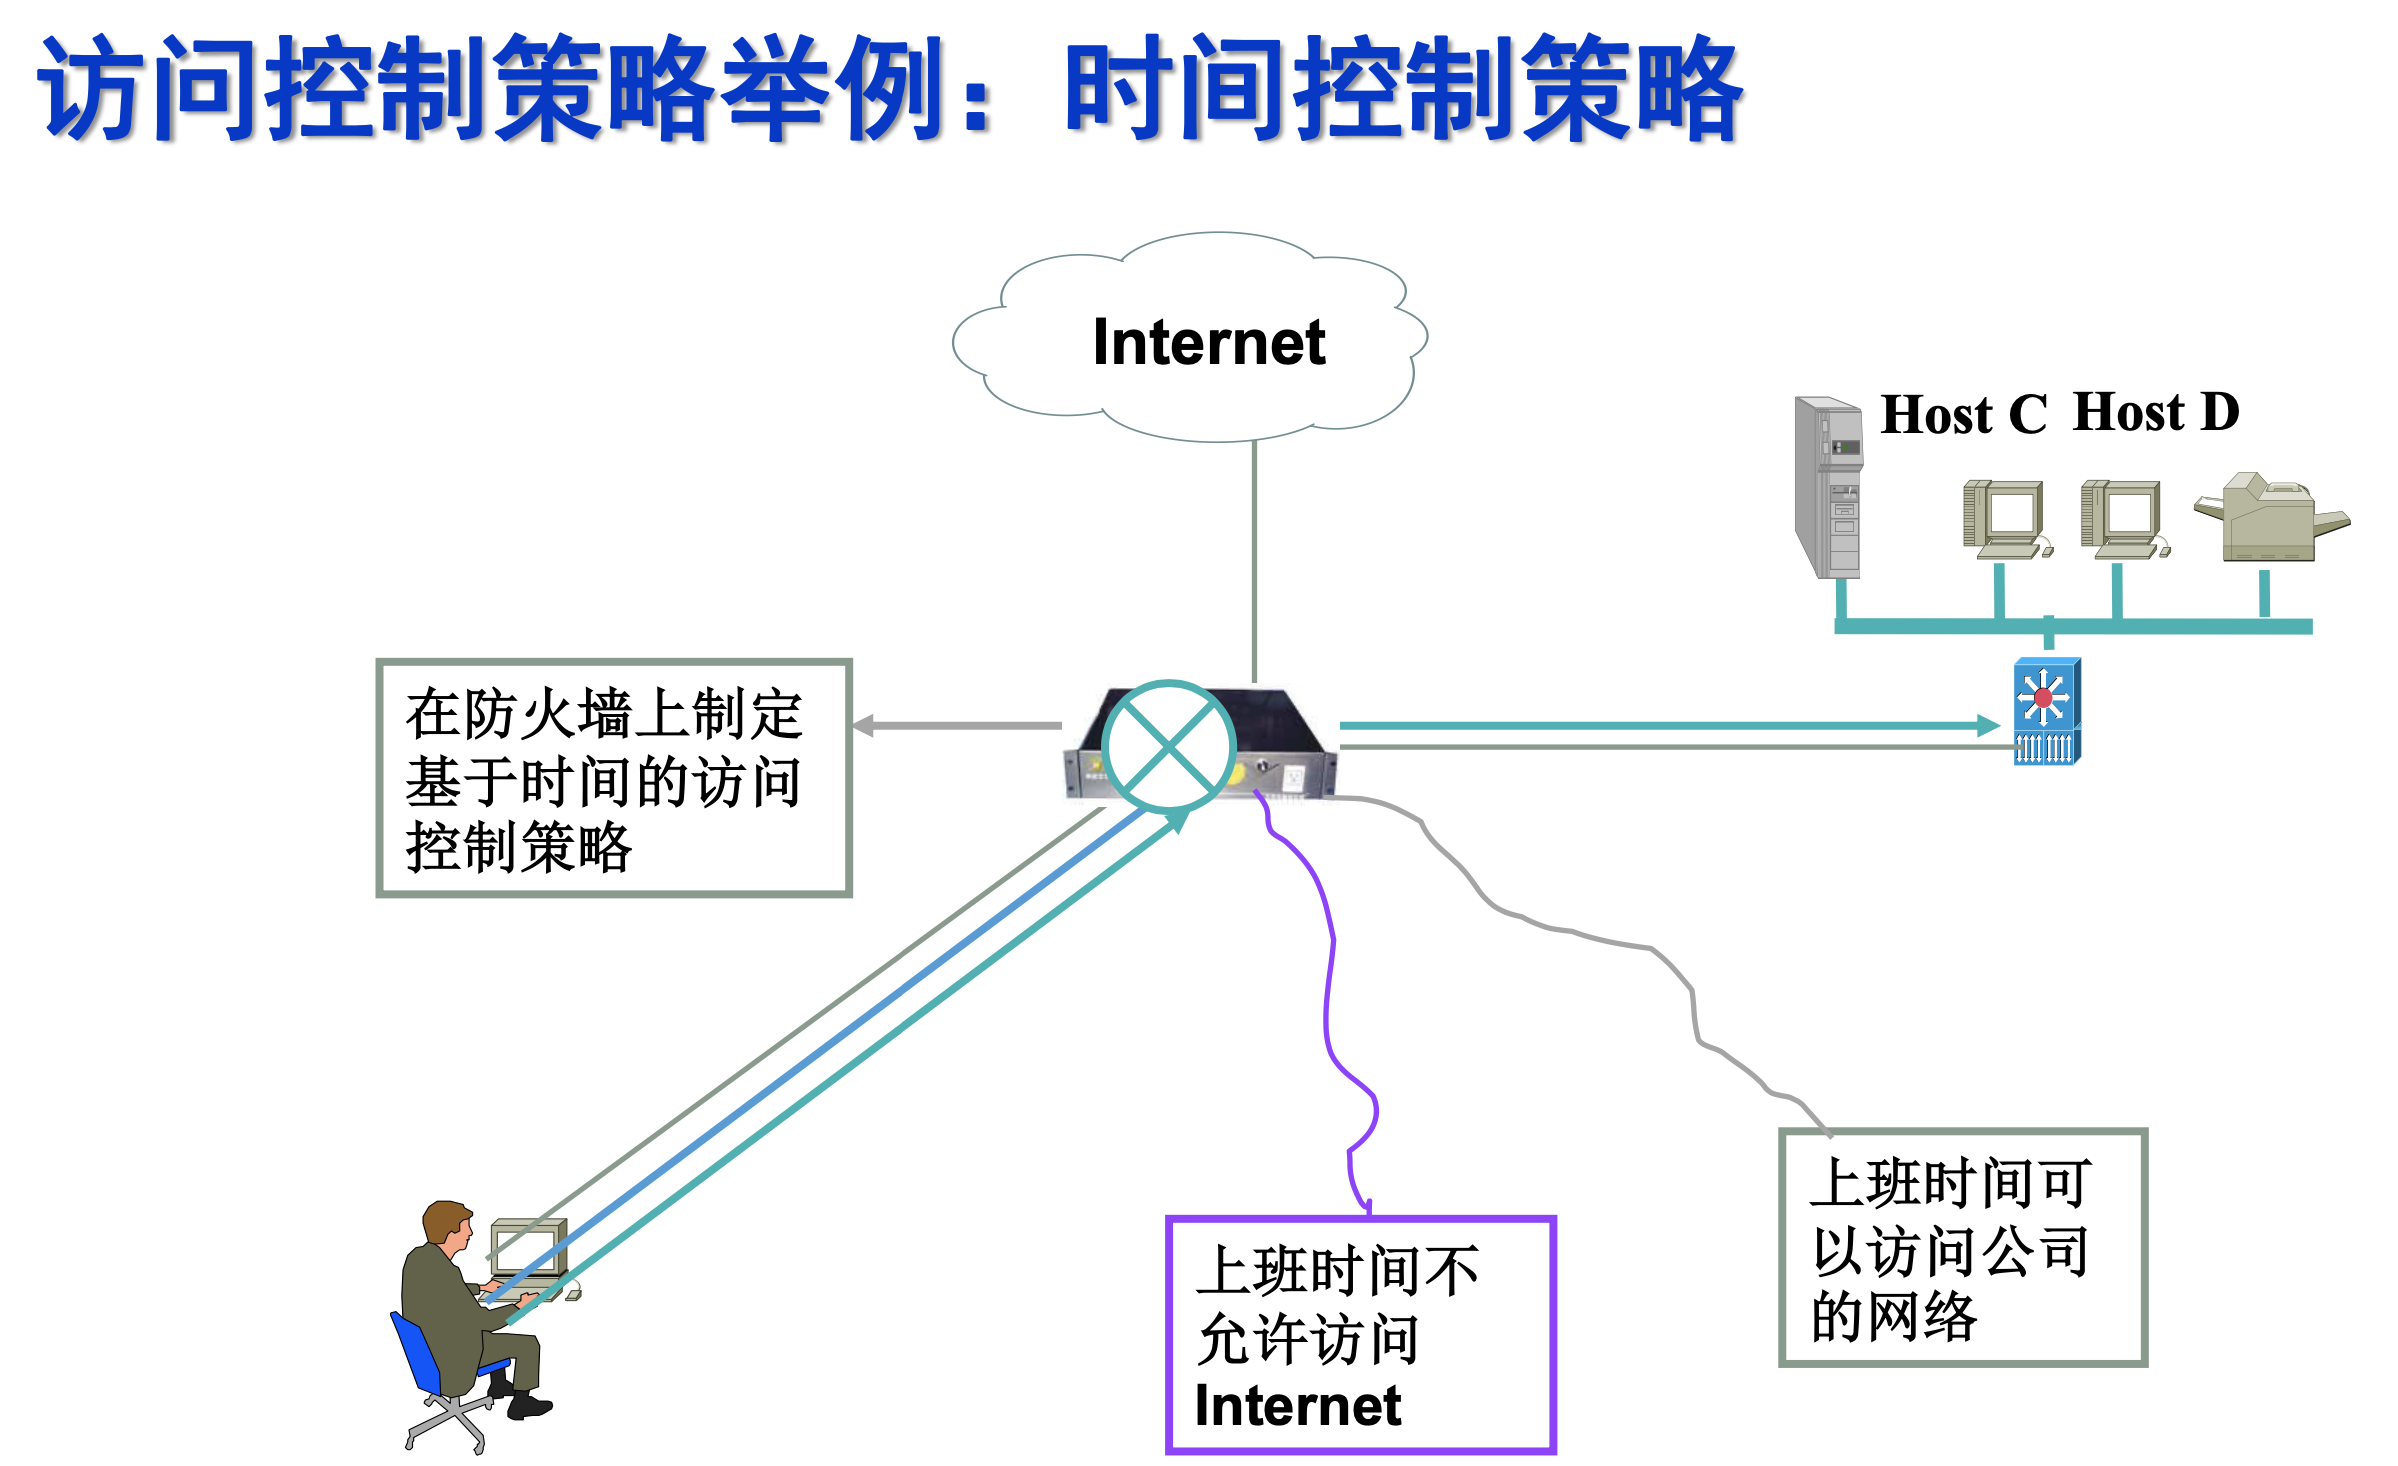 访问控制策略举例：时间控制策略
Internet
Host C
Host D
在防火墙上制定
基于时间的访问
控制策略
上班时间可
以访问公司
的网络
上班时间不
允许访问
Internet